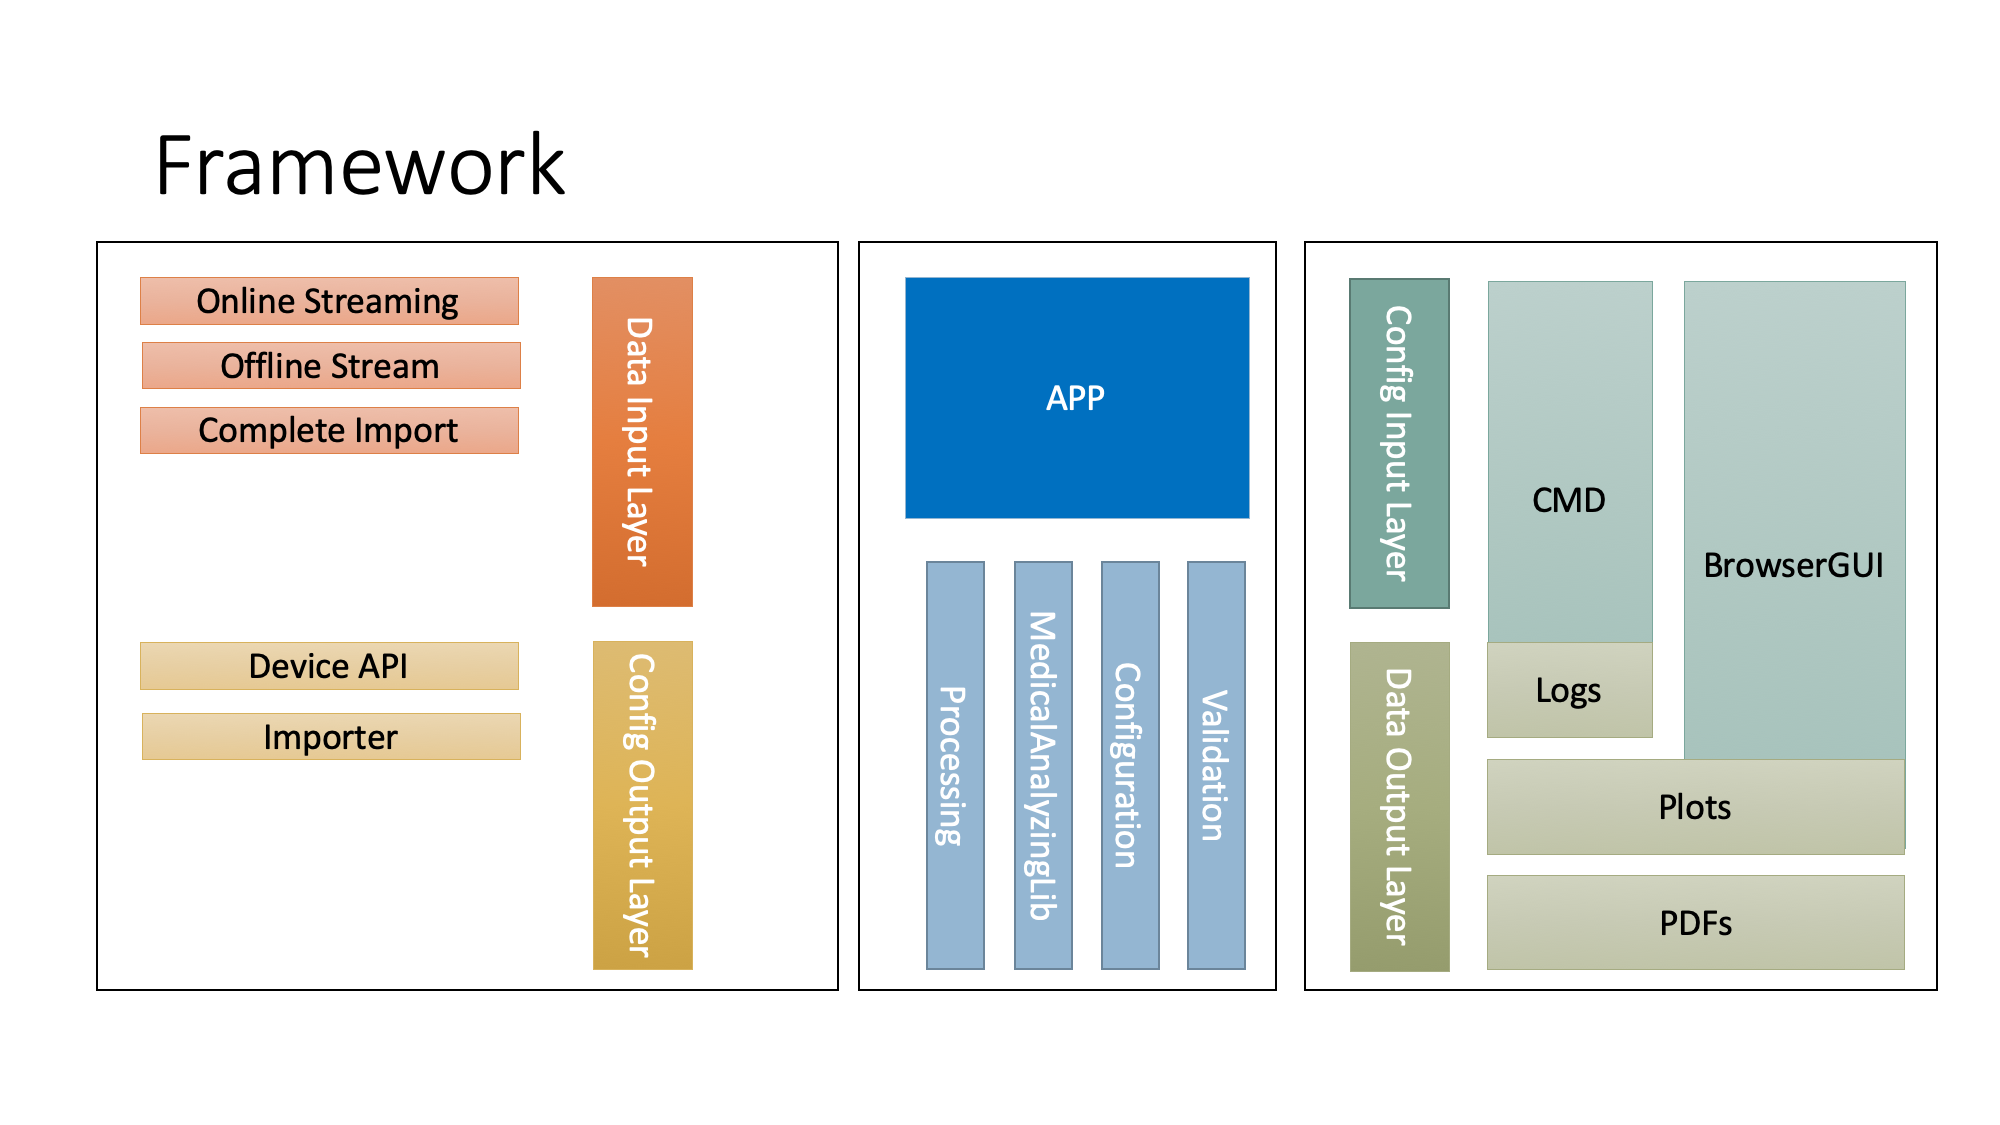 Framework
Online Streaming
Offline Stream
Complete Import
Data Input Layer
Device API
Importer
Config Output Layer
APP
Processing
MedicalAnalyzingLib
Configuration
Validation
Config Input Layer
CMD
BrowserGUI
Data Output Layer
Logs
Plots
PDFs